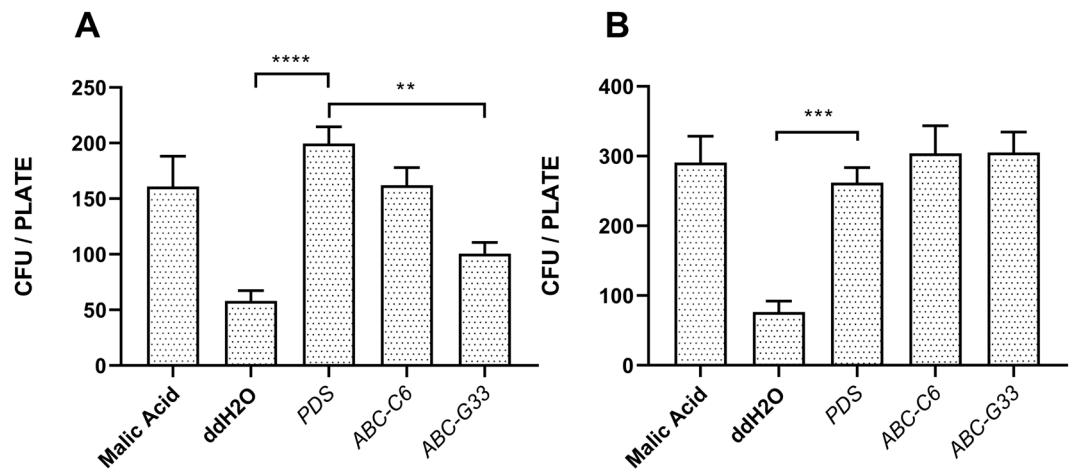 A
****
**
250
200
150
100
50
0
CFU / PLATE
Malic Acid
ddH2O
PDS
ABC-C6
ABC-G33
B
***
400
300
200
100
0
CFU / PLATE
Malic Acid
ddH2O
PDS
ABC-C6
ABC-G33